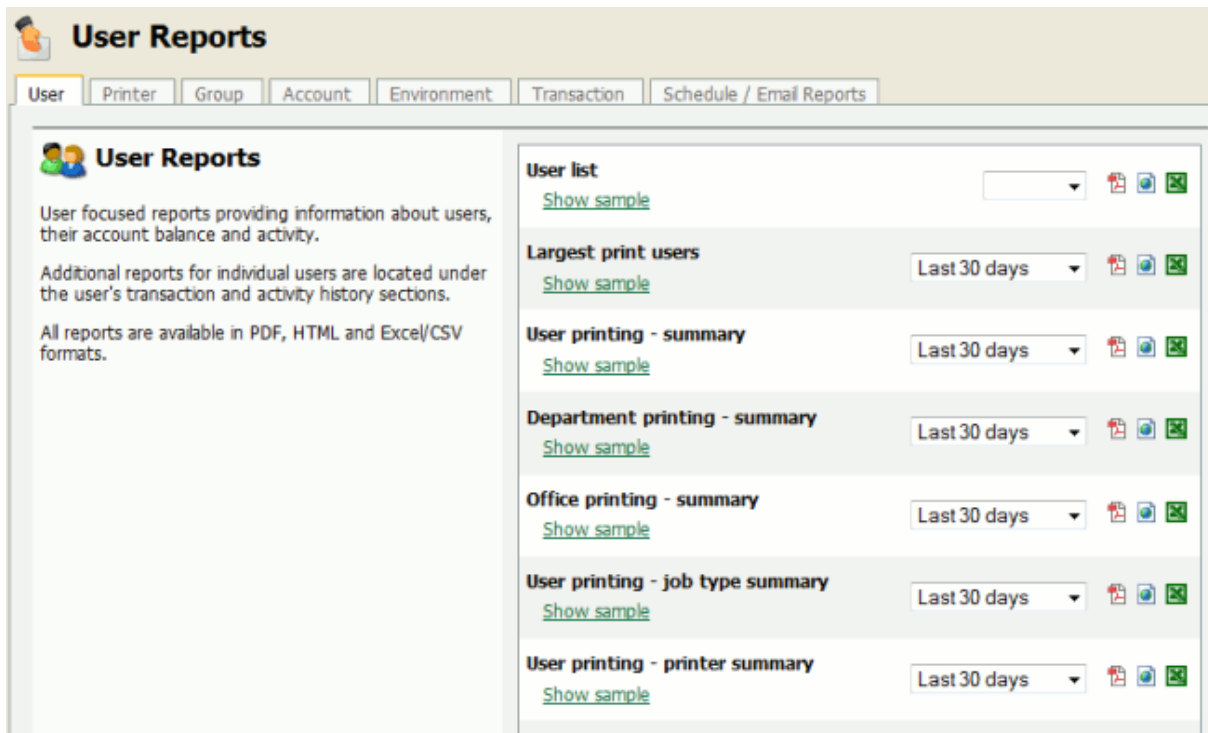 User Reports
User Printer Group Account Environment Transaction Schedule / Email Reports
User Reports
User focused reports providing information about users,
their account balance and activity.
Additional reports for individual users are located under
the user's transaction and activity history sections.
All reports are available in PDF, HTML and Excel/CSV
formats.
User list
Show sample
Largest print users
Show sample
Last 30 days
User printing - summary
Show sample
Last 30 days
Department printing - summary
Show sample
Last 30 days
Office printing - summary
Show sample
Last 30 days
User printing - job type summary
Show sample
Last 30 days
User printing - printer summary
Show sample
Last 30 days